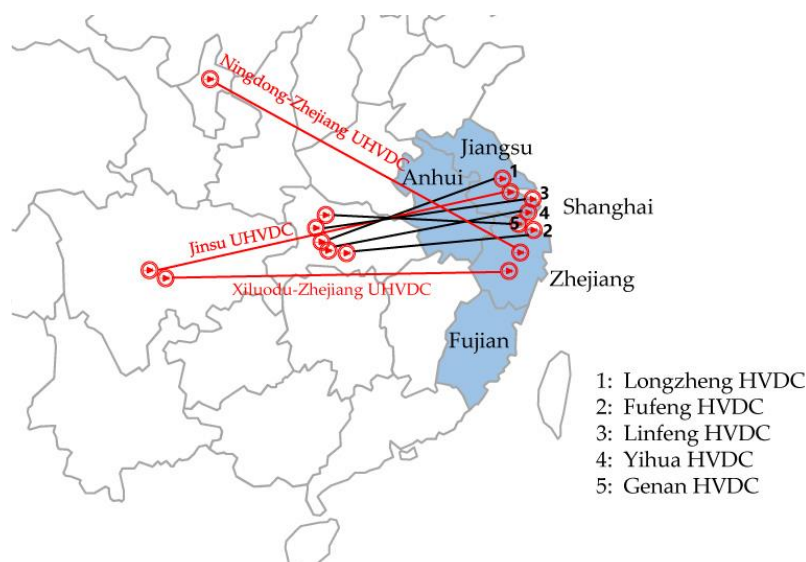 Ningdong-Zhejiang UHVDC
Jiangsu
1
Anhui
3
Shanghai
4
5
2
Jinsu UHVDC
Zhejiang
Xiluodu-Zhejiang UHVDC
Fujian
1: Longzheng HVDC
2: Fufeng HVDC
3: Linfeng HVDC
4: Yihua HVDC
5: Genan HVDC